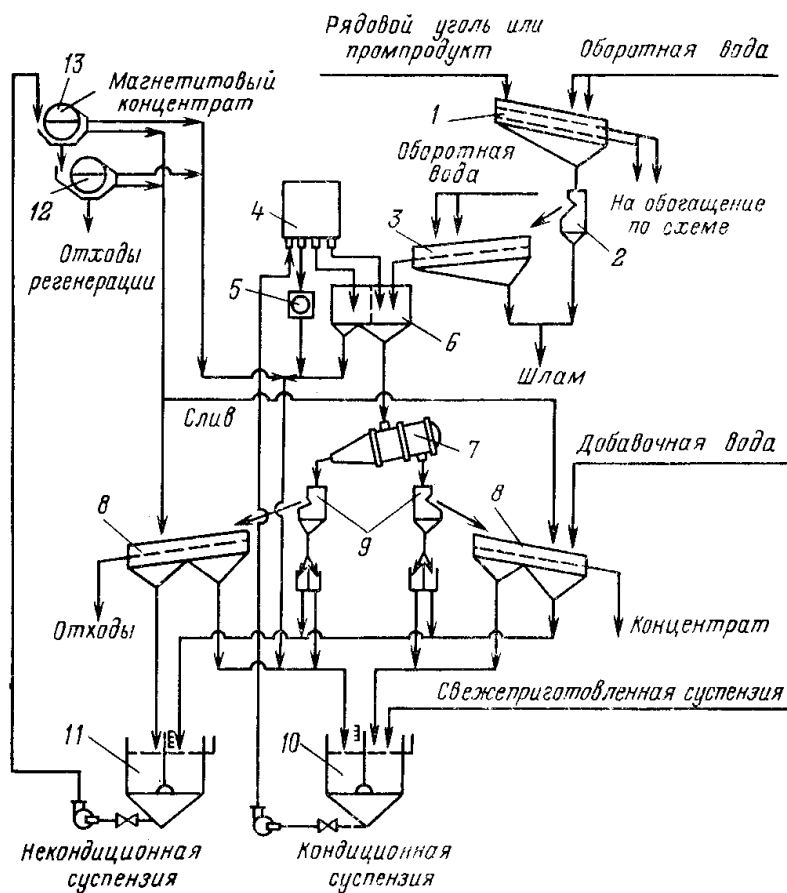 Рядовой уголь или
промпродукт
Оборотная вода
13
Магнетитовый
концентрат
1
12
Оборотная
вода
4
3
2
На обогащение
по схеме
Отходы
регенерации
5
6
Шлам
Слив
7
Добавочная вода
8
9
8
Отходы
Концентрат
Свежеприготовленная суспензия
11
10
Некондиционная
суспензия
Кондиционная
суспензия